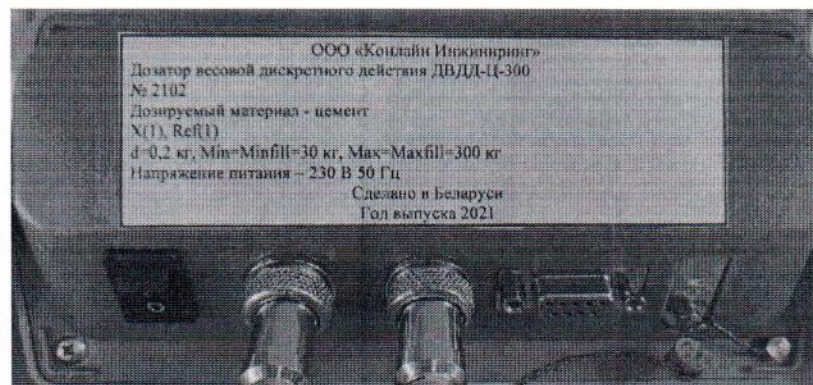 ООО «Конлайн Инжиниринг»
Дозатор весовой дискретного действия ДВДД-Ц-300
№ 2102
Дозируемый материал - цемент
X(1), Ref(1)
d=0,2 кг, Min=Minfill=30 кг, Max=Maxfill=300 кг
Напряжение питания – 230 В 50 Гц
Сделано в Беларуси
Год выпуска 2021